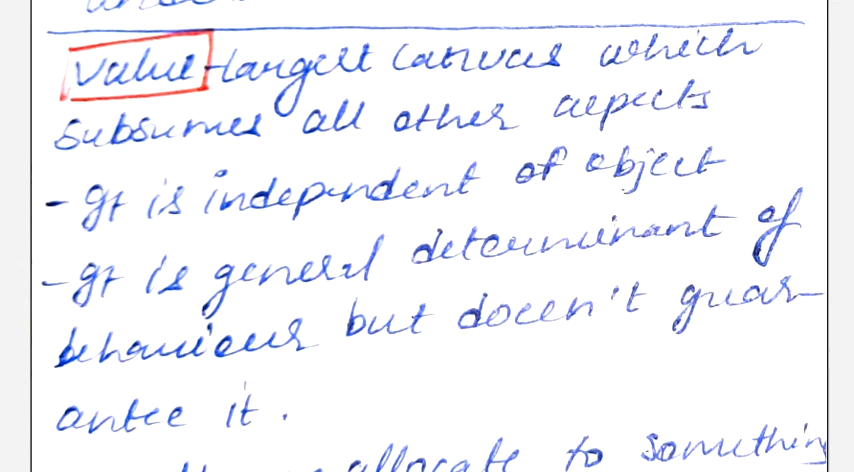 Value - largest canvas which
subsumes all other aspects
- It is independent of object
- It is general determinant of
behaviour but doesn't guar-
antee it.
allocate to something